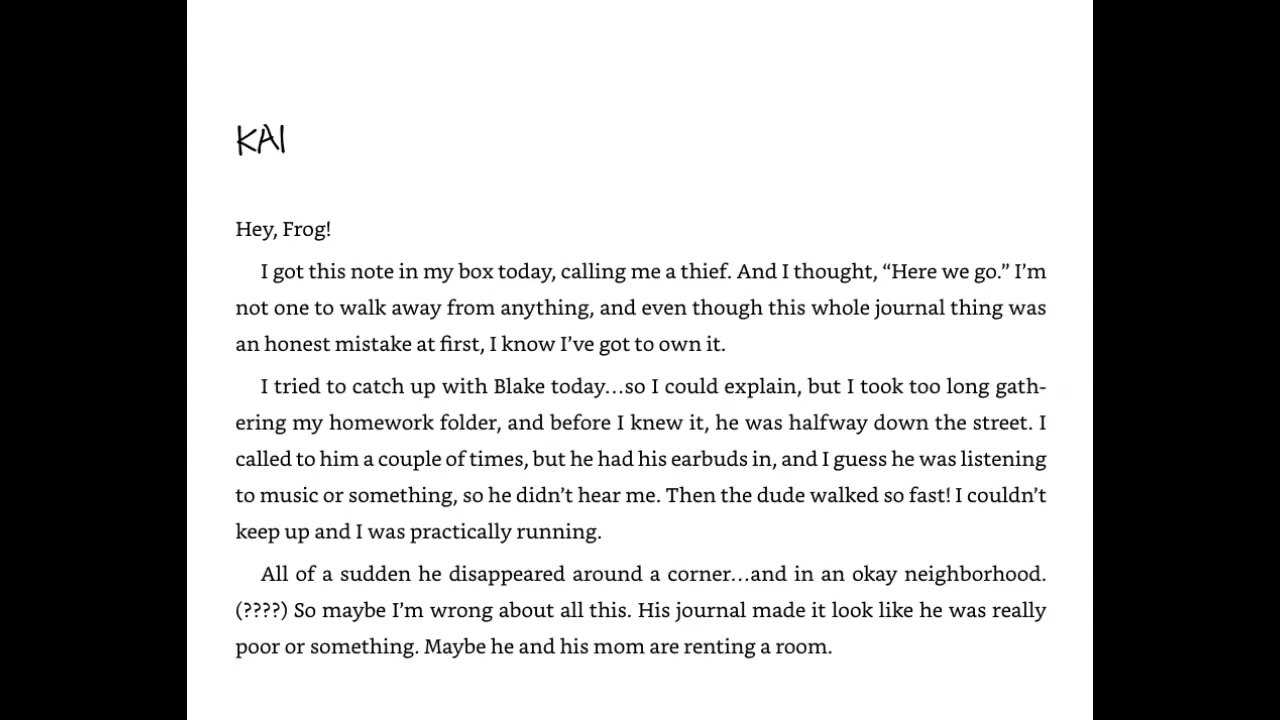 KAI
Hey, Frog!
I got this note in my box today, calling me a thief. And I thought, “Here we go.” I’m
not one to walk away from anything, and even though this whole journal thing was
an honest mistake at first, I know I’ve got to own it.
I tried to catch up with Blake today…so I could explain, but I took too long gath-
ering my homework folder, and before I knew it, he was halfway down the street. I
called to him a couple of times, but he had his earbuds in, and I guess he was listening
to music or something, so he didn’t hear me. Then the dude walked so fast! I couldn’t
keep up and I was practically running.
All of a sudden he disappeared around a corner…and in an okay neighborhood.
(????) So maybe I’m wrong about all this. His journal made it look like he was really
poor or something. Maybe he and his mom are renting a room.